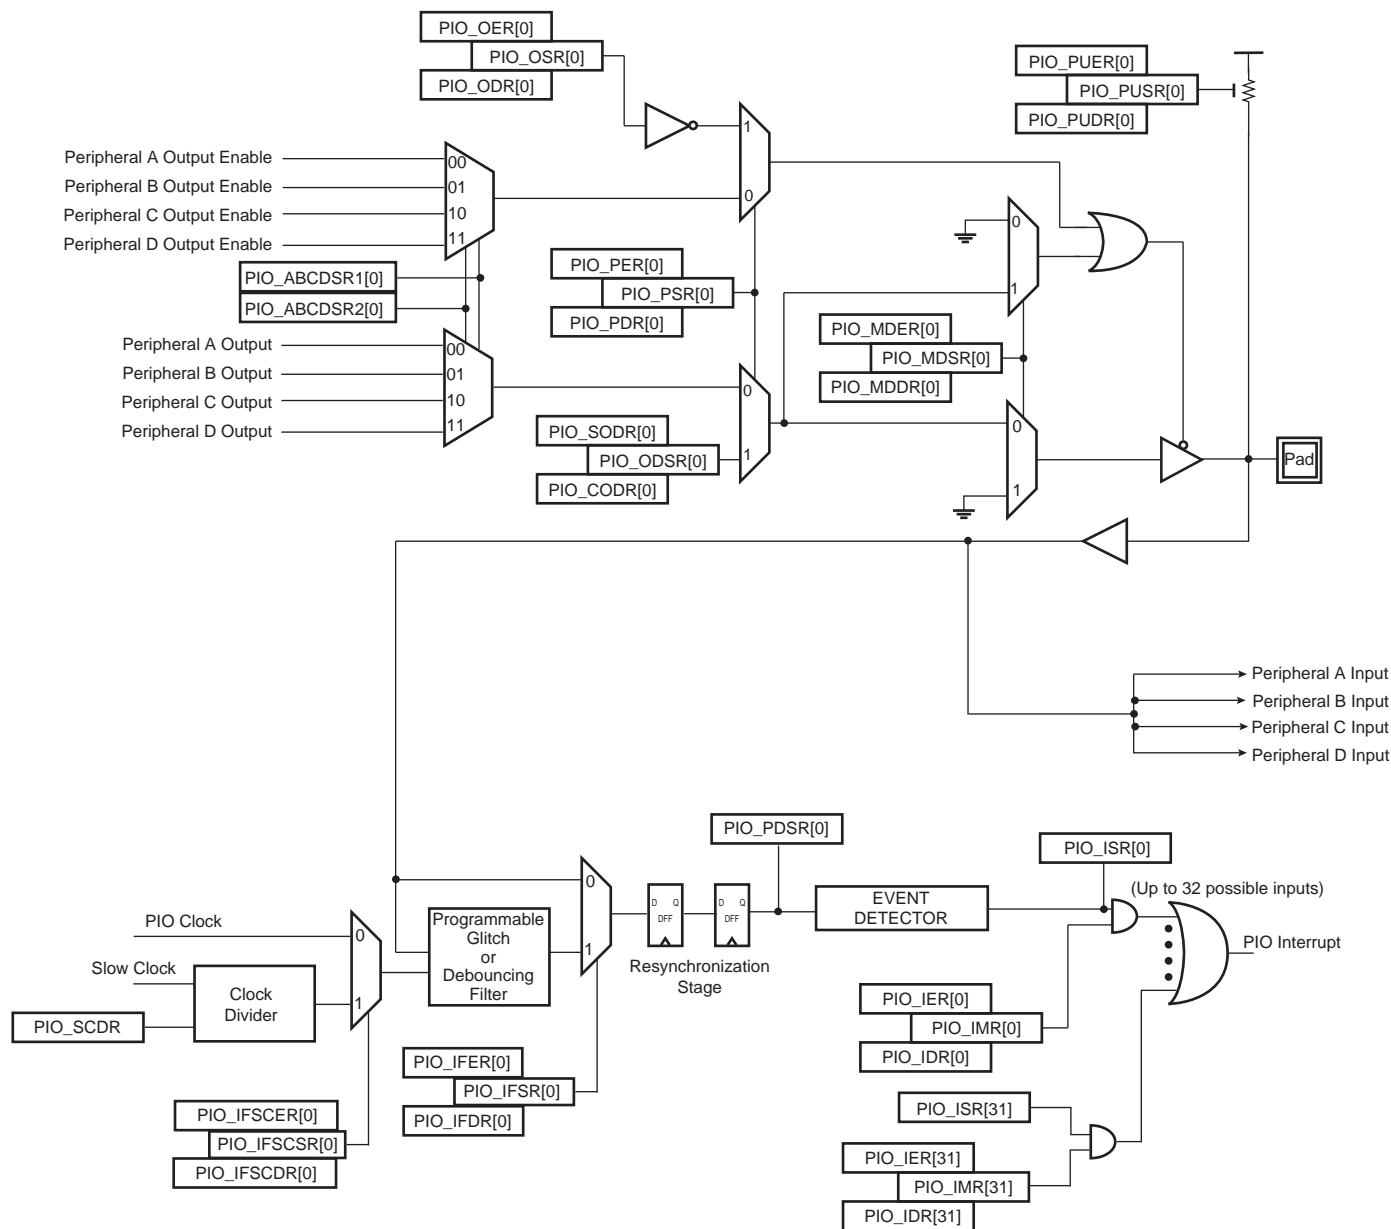 PIO_OER[0]
PIO_OSR[0]
PIO_ODR[0]
PIO_PUER[0]
PIO_PUSR[0]
PIO_PUDR[0]
1
0
Peripheral A Output Enable
Peripheral B Output Enable
Peripheral C Output Enable
Peripheral D Output Enable
00
01
10
11
0
1
PIO_ABCDSR1[0]
PIO_ABCDSR2[0]
PIO_PER[0]
PIO_PSR[0]
PIO_PDR[0]
PIO_MDER[0]
PIO_MDSR[0]
PIO_MDDR[0]
Peripheral A Output
Peripheral B Output
Peripheral C Output
Peripheral D Output
00
01
10
11
0
1
PIO_SODR[0]
PIO_ODSR[0]
PIO_CODR[0]
0
1
Pad
Peripheral A Input
Peripheral B Input
Peripheral C Input
Peripheral D Input
PIO_PDSR[0]
PIO_ISR[0]
(Up to 32 possible inputs)
0
1
D Q
DFF
D Q
DFF
Resynchronization
Stage
EVENT
DETECTOR
PIO Interrupt
PIO Clock
Slow Clock
0
1
Clock
Divider
PIO_SCDR
Programmable
Glitch
or
Debouncing
Filter
PIO_IER[0]
PIO_IMR[0]
PIO_IDR[0]
PIO_IFER[0]
PIO_IFSR[0]
PIO_IFDR[0]
PIO_IFSCER[0]
PIO_IFSCSR[0]
PIO_IFSCDR[0]
PIO_ISR[31]
PIO_IER[31]
PIO_IMR[31]
PIO_IDR[31]